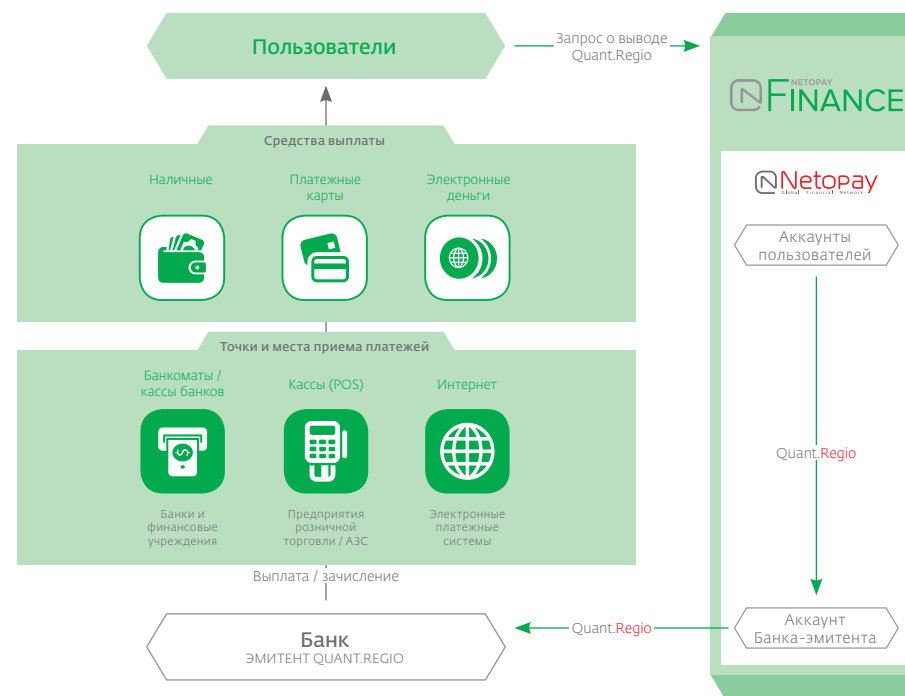 Пользователи
Запрос о выводе
Quant.Regio
NETOPAY
FINANCE
Netopay
Global Financial Network
Аккаунты
пользователей
Quant.Regio
Аккаунт
Банка-эмитента
Средства выплаты
Наличные
Платежные
карты
Электронные
деньги
Точки и места приема платежей
Банкоматы /
кассы банков
Кассы (POS)
Интернет
Банки и
финансовые
учреждения
Предприятия
розничной
торговли / АЗС
Электронные
платежные
системы
Выплата / зачисление
Банк
ЭМИТЕНТ QUANT.REGIO
Quant.Regio